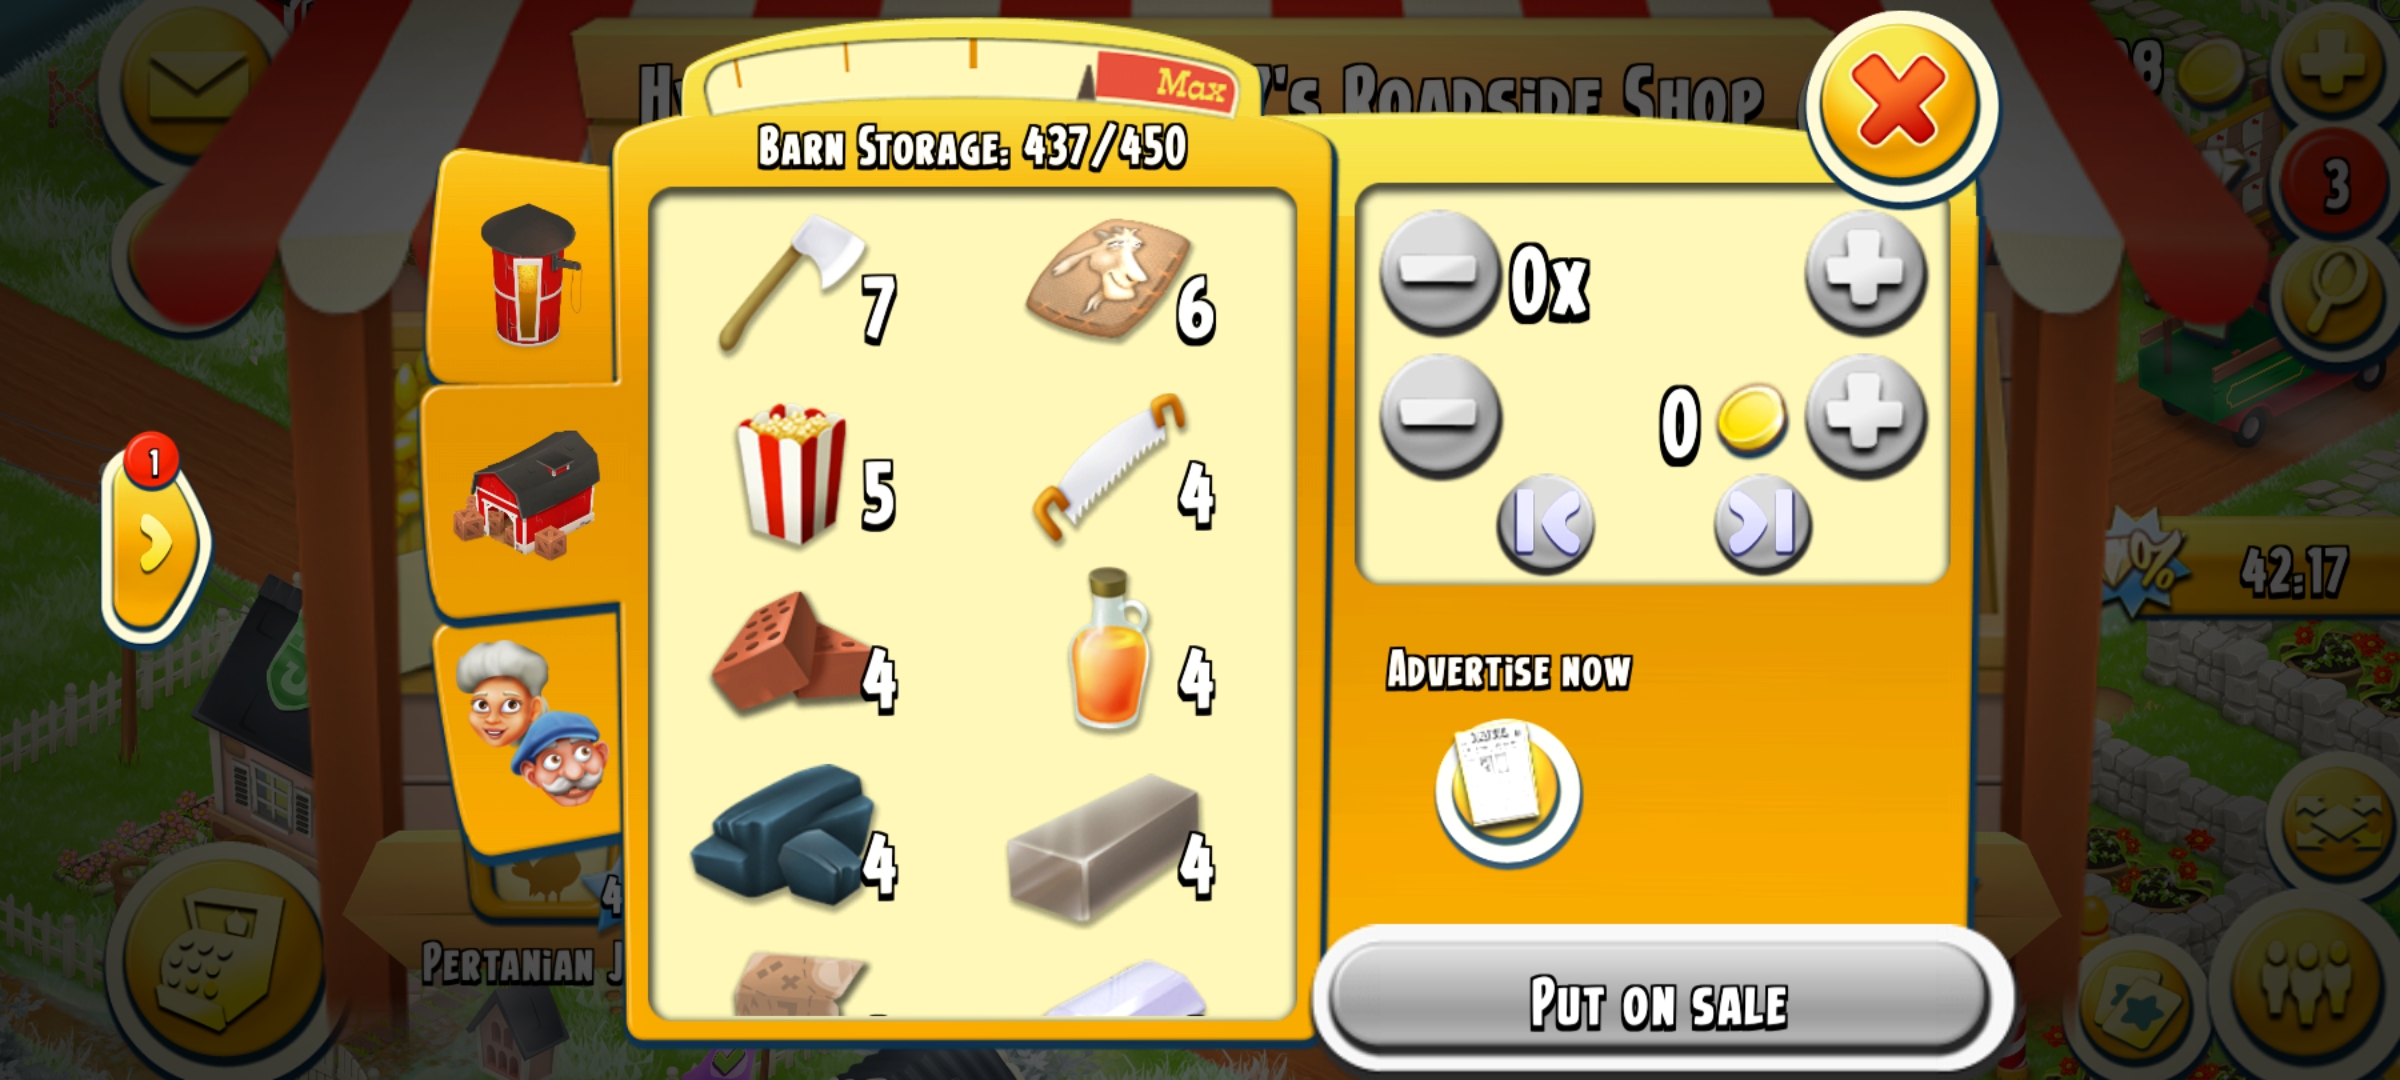 'S ROADSIDE SHOP
Max
BARN STORAGE: 437/450
7
6
5
4
4
4
4
4
0x
0
ADVERTISE NOW
PUT ON SALE
1
3
42:17
PERTANIAN